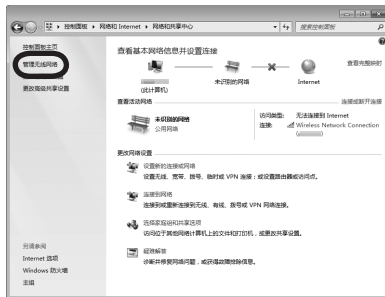 控制面板 ▸ 网络和 Internet ▸ 网络和共享中心
搜索控制面板
控制面板主页
管理无线网络
更改高级共享设置
查看基本网络信息并设置连接
查看完整映射
(此计算机)
未识别的网络
Internet
查看活动网络
连接或断开连接
未识别的网络
公用网络
访问类型: 无法连接到 Internet
连接: Wireless Network Connection
更改网络设置
设置新的连接或网络
设置无线、宽带、拨号、临时或 VPN 连接；或设置路由器或访问点。
连接到网络
连接到或重新连接到无线、有线、拨号或 VPN 网络连接。
选择家庭组和共享选项
访问位于其他网络计算机上的文件和打印机，或更改共享设置。
疑难解答
诊断并修复网络问题，或获得故障排除信息。
另请参阅
Internet 选项
Windows 防火墙
主组